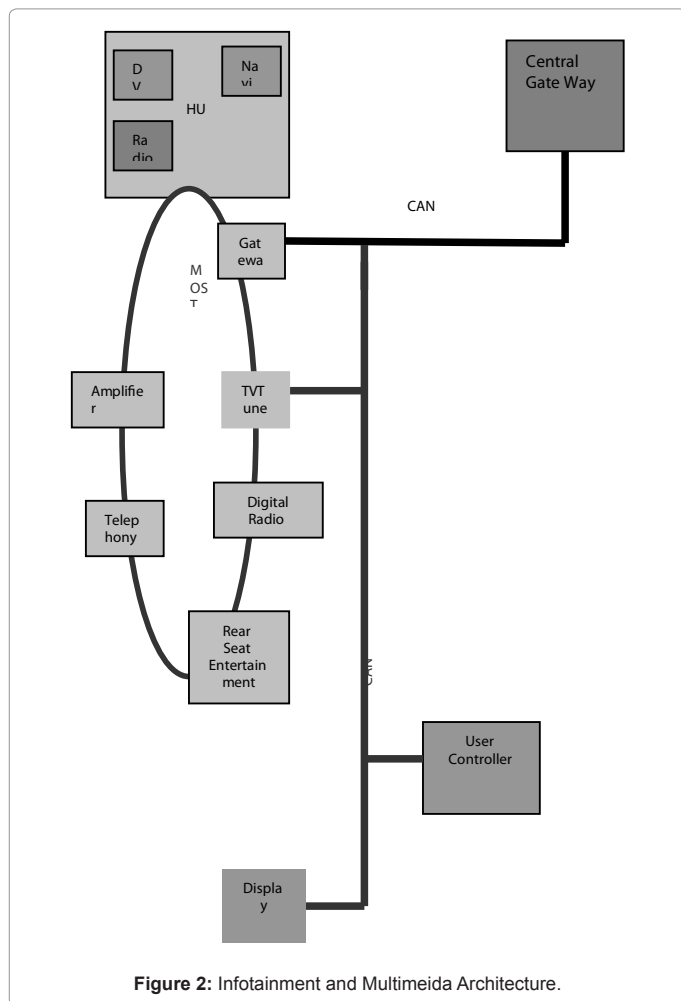 D
V
Na
vi
HU
Ra
dio
Central
Gate Way
CAN
Gat
ewa
M
OS
T
Amplifie
r
TVT
une
Telep
hony
Digital
Radio
Rear
Seat
Entertain
ment
CAN
User
Controller
Displa
y
Figure 2: Infotainment and Multimeida Architecture.